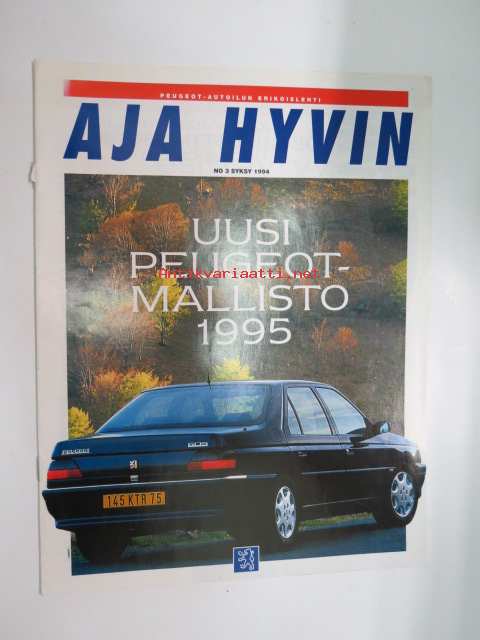 PEUGEOT-AUTOILUN ERIKOISLEHTI
AJA HYVIN
NO 3 SYKSY 1994
UUSI
PEUGEOT-
Antikvariaatti.net
MALLISTO
1995
PEUGEOT
605
145 KTR 75